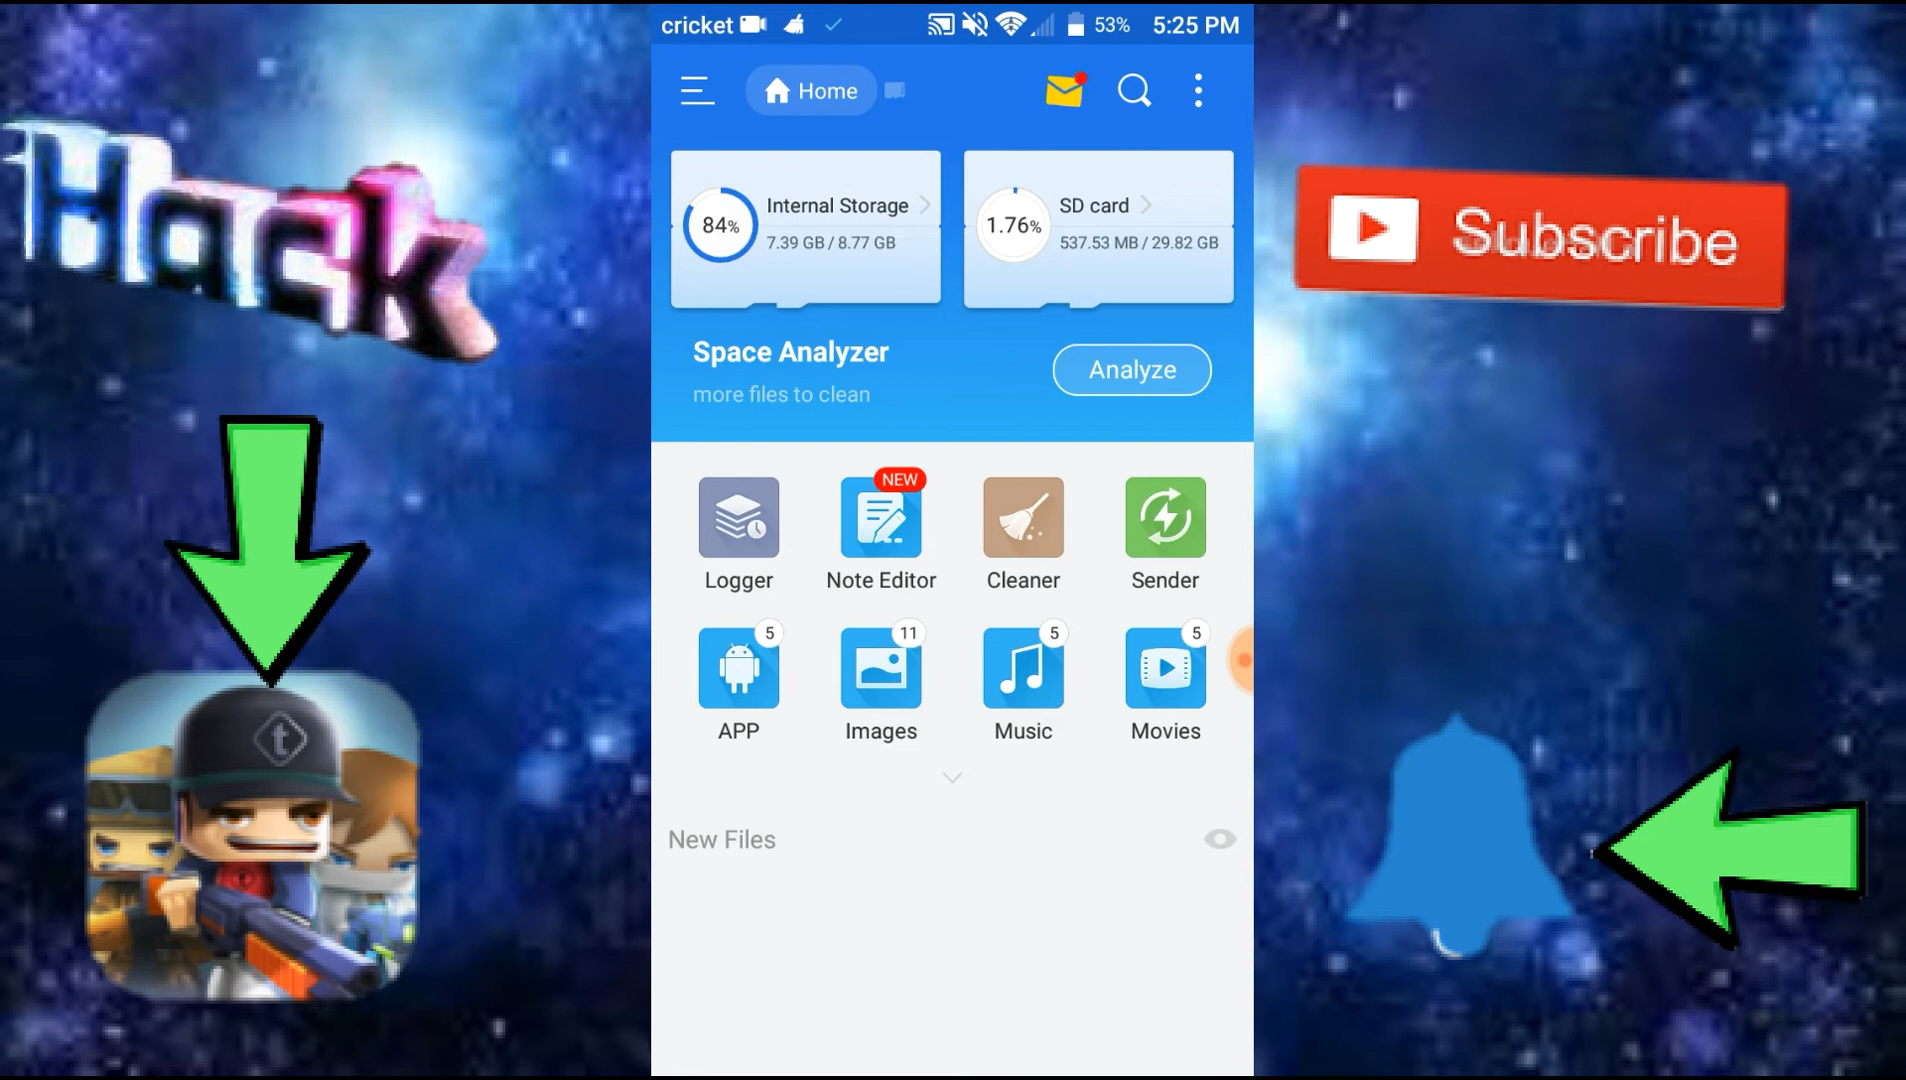 cricket 53% 5:25 PM
Home
Hack
Subscribe
84% Internal Storage
7.39 GB / 8.77 GB
1.76% SD card
537.53 MB / 29.82 GB
Space Analyzer
more files to clean
Analyze
NEW
Logger Note Editor Cleaner Sender
5 11 5 5
APP Images Music Movies
t
New Files